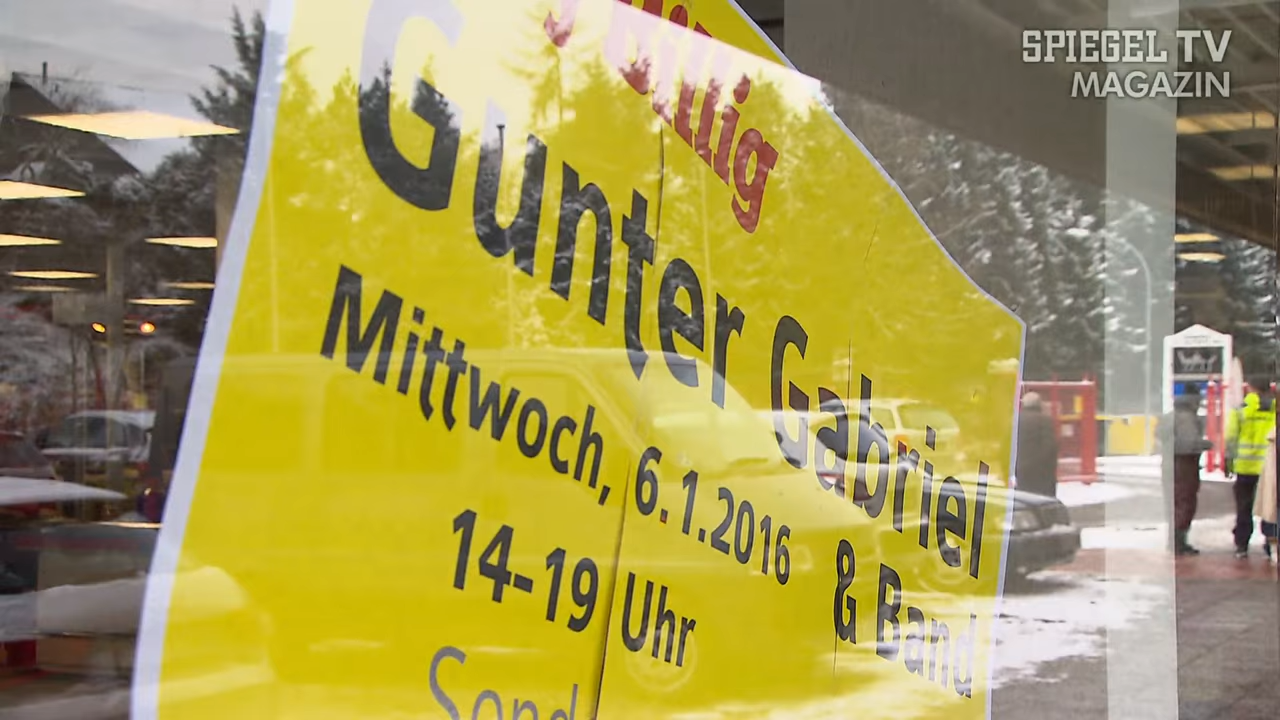 SPIEGEL TV
MAGAZIN
Gunter Gabriel
& Band
Mittwoch, 6.1.2016
14-19 Uhr